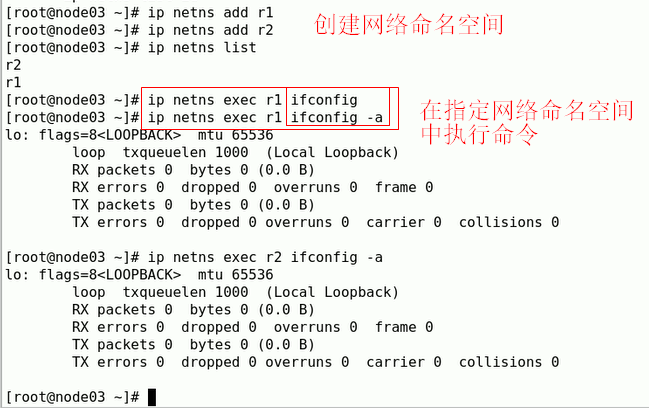 [root@node03 ~]# ip netns add r1
[root@node03 ~]# ip netns add r2
创建网络命名空间
[root@node03 ~]# ip netns list
r2
r1
[root@node03 ~]# ip netns exec r1 ifconfig
[root@node03 ~]# ip netns exec r1 ifconfig -a
在指定网络命名空间
中执行命令
lo: flags=8<LOOPBACK>  mtu 65536
        loop  txqueuelen 1000  (Local Loopback)
        RX packets 0  bytes 0 (0.0 B)
        RX errors 0  dropped 0  overruns 0  frame 0
        TX packets 0  bytes 0 (0.0 B)
        TX errors 0  dropped 0 overruns 0  carrier 0  collisions 0
[root@node03 ~]# ip netns exec r2 ifconfig -a
lo: flags=8<LOOPBACK>  mtu 65536
        loop  txqueuelen 1000  (Local Loopback)
        RX packets 0  bytes 0 (0.0 B)
        RX errors 0  dropped 0  overruns 0  frame 0
        TX packets 0  bytes 0 (0.0 B)
        TX errors 0  dropped 0 overruns 0  carrier 0  collisions 0
[root@node03 ~]#